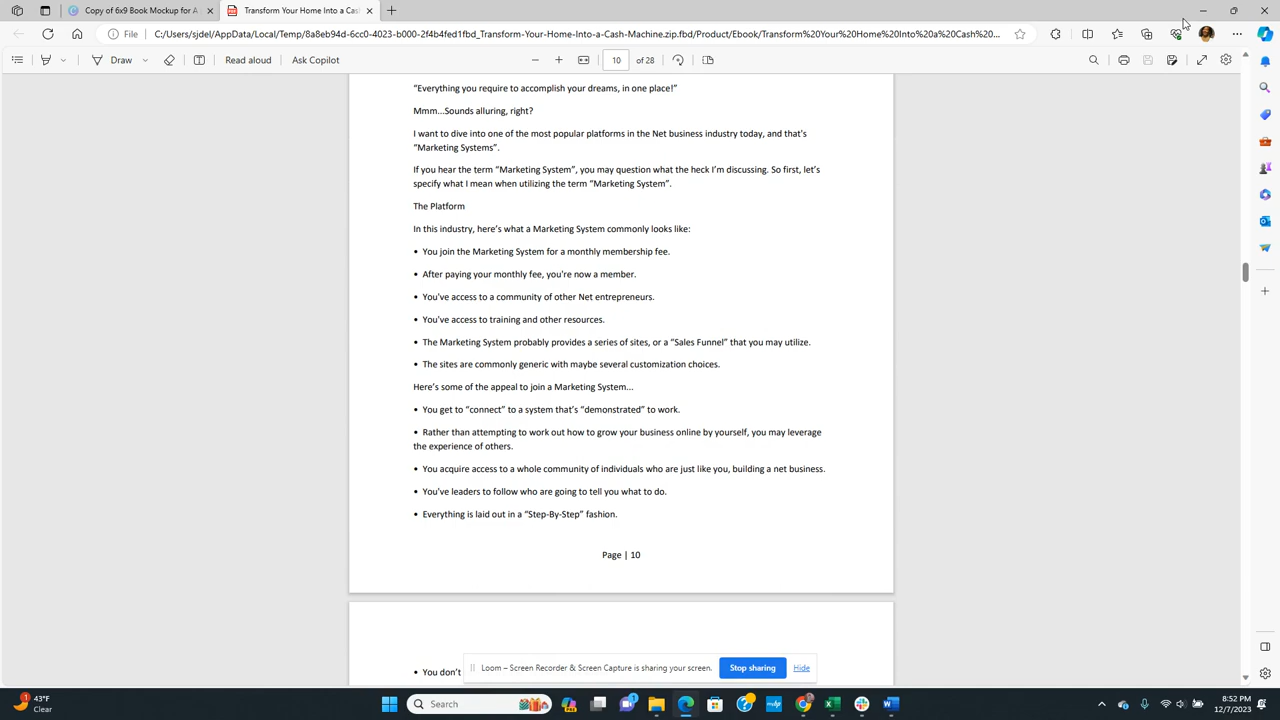 Copy of 6x9 Book Mockup for A
Transform Your Home Into a Cash
File
C:/Users/sjdel/AppData/Local/Temp/8a8eb94d-6cc0-4023-b000-2f4b4fed1fbd_Transform-Your-Home-Into-a-Cash-Machine.zip.fbd/Product/Ebook/Transform%20Your%20Home%20Into%20a%20Cash%20...
Draw
Read aloud
Ask Copilot
10 of 28
“Everything you require to accomplish your dreams, in one place!”
Mmm...Sounds alluring, right?
I want to dive into one of the most popular platforms in the Net business industry today, and that's
“Marketing Systems”.
If you hear the term “Marketing System”, you may question what the heck I’m discussing. So first, let’s
specify what I mean when utilizing the term “Marketing System”.
The Platform
In this industry, here’s what a Marketing System commonly looks like:
• You join the Marketing System for a monthly membership fee.
• After paying your monthly fee, you're now a member.
• You've access to a community of other Net entrepreneurs.
• You've access to training and other resources.
• The Marketing System probably provides a series of sites, or a “Sales Funnel” that you may utilize.
• The sites are commonly generic with maybe several customization choices.
Here’s some of the appeal to join a Marketing System...
• You get to “connect” to a system that’s “demonstrated” to work.
• Rather than attempting to work out how to grow your business online by yourself, you may leverage
the experience of others.
• You acquire access to a whole community of individuals who are just like you, building a net business.
• You've leaders to follow who are going to tell you what to do.
• Everything is laid out in a “Step-By-Step” fashion.
Page | 10
• You don’t
Loom – Screen Recorder & Screen Capture is sharing your screen.
Stop sharing
Hide
1
43°F
Clear
Search
1
8:52 PM
12/7/2023